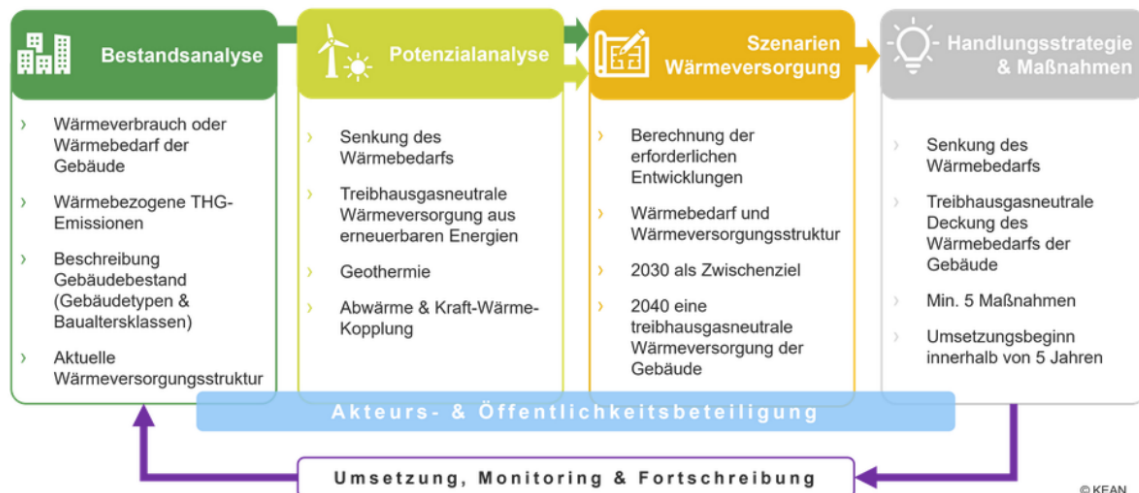 Bestandsanalyse
Wärmeverbrauch oder
Wärmebedarf der
Gebäude
Wärmebezogene THG-
Emissionen
Beschreibung
Gebäudebestand
(Gebäudetypen &
Baualtersklassen)
Aktuelle
Wärmeversorgungsstruktur
Potenzialanalyse
Senkung des
Wärmebedarfs
Treibhausgasneutrale
Wärmeversorgung aus
erneuerbaren Energien
Geothermie
Abwärme & Kraft-Wärme-
Kopplung
Szenarien
Wärmeversorgung
Berechnung der
erforderlichen
Entwicklungen
Wärmebedarf und
Wärmeversorgungsstruktur
2030 als Zwischenziel
2040 eine
treibhausgasneutrale
Wärmeversorgung der
Gebäude
Handlungsstrategie
& Maßnahmen
Senkung des
Wärmebedarfs
Treibhausgasneutrale
Deckung des
Wärmebedarfs der
Gebäude
Min. 5 Maßnahmen
Umsetzungsbeginn
innerhalb von 5 Jahren
Akteurs- & Öffentlichkeitsbeteiligung
Umsetzung, Monitoring & Fortschreibung
© KEAN